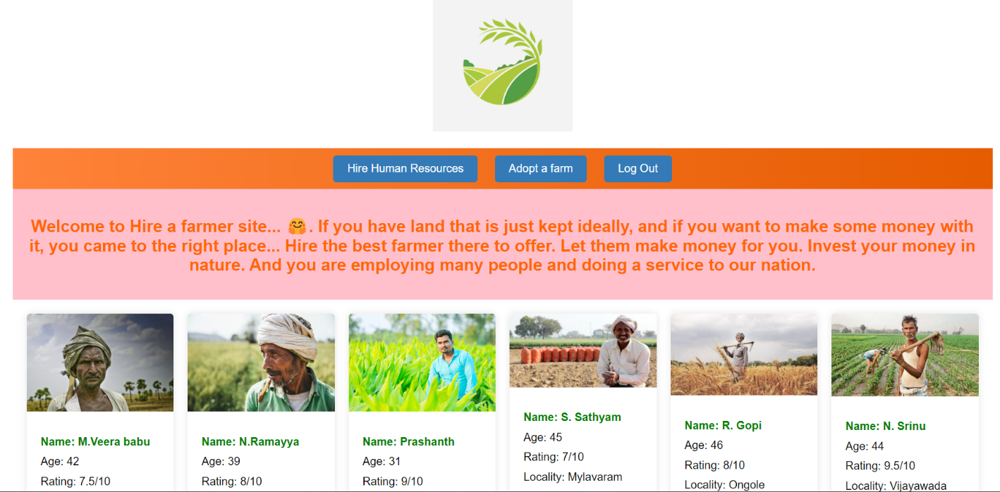 Hire Human Resources
Adopt a farm
Log Out
Welcome to Hire a farmer site... 🤗. If you have land that is just kept ideally, and if you want to make some money with
it, you came to the right place... Hire the best farmer there to offer. Let them make money for you. Invest your money in
nature. And you are employing many people and doing a service to our nation.
Name: M.Veera babu
Age: 42
Rating: 7.5/10
Name: N.Ramayya
Age: 39
Rating: 8/10
Name: Prashanth
Age: 31
Rating: 9/10
Name: S. Sathyam
Age: 45
Rating: 7/10
Locality: Mylavaram
Name: R. Gopi
Age: 46
Rating: 8/10
Locality: Ongole
Name: N. Srinu
Age: 44
Rating: 9.5/10
Locality: Vijayawada